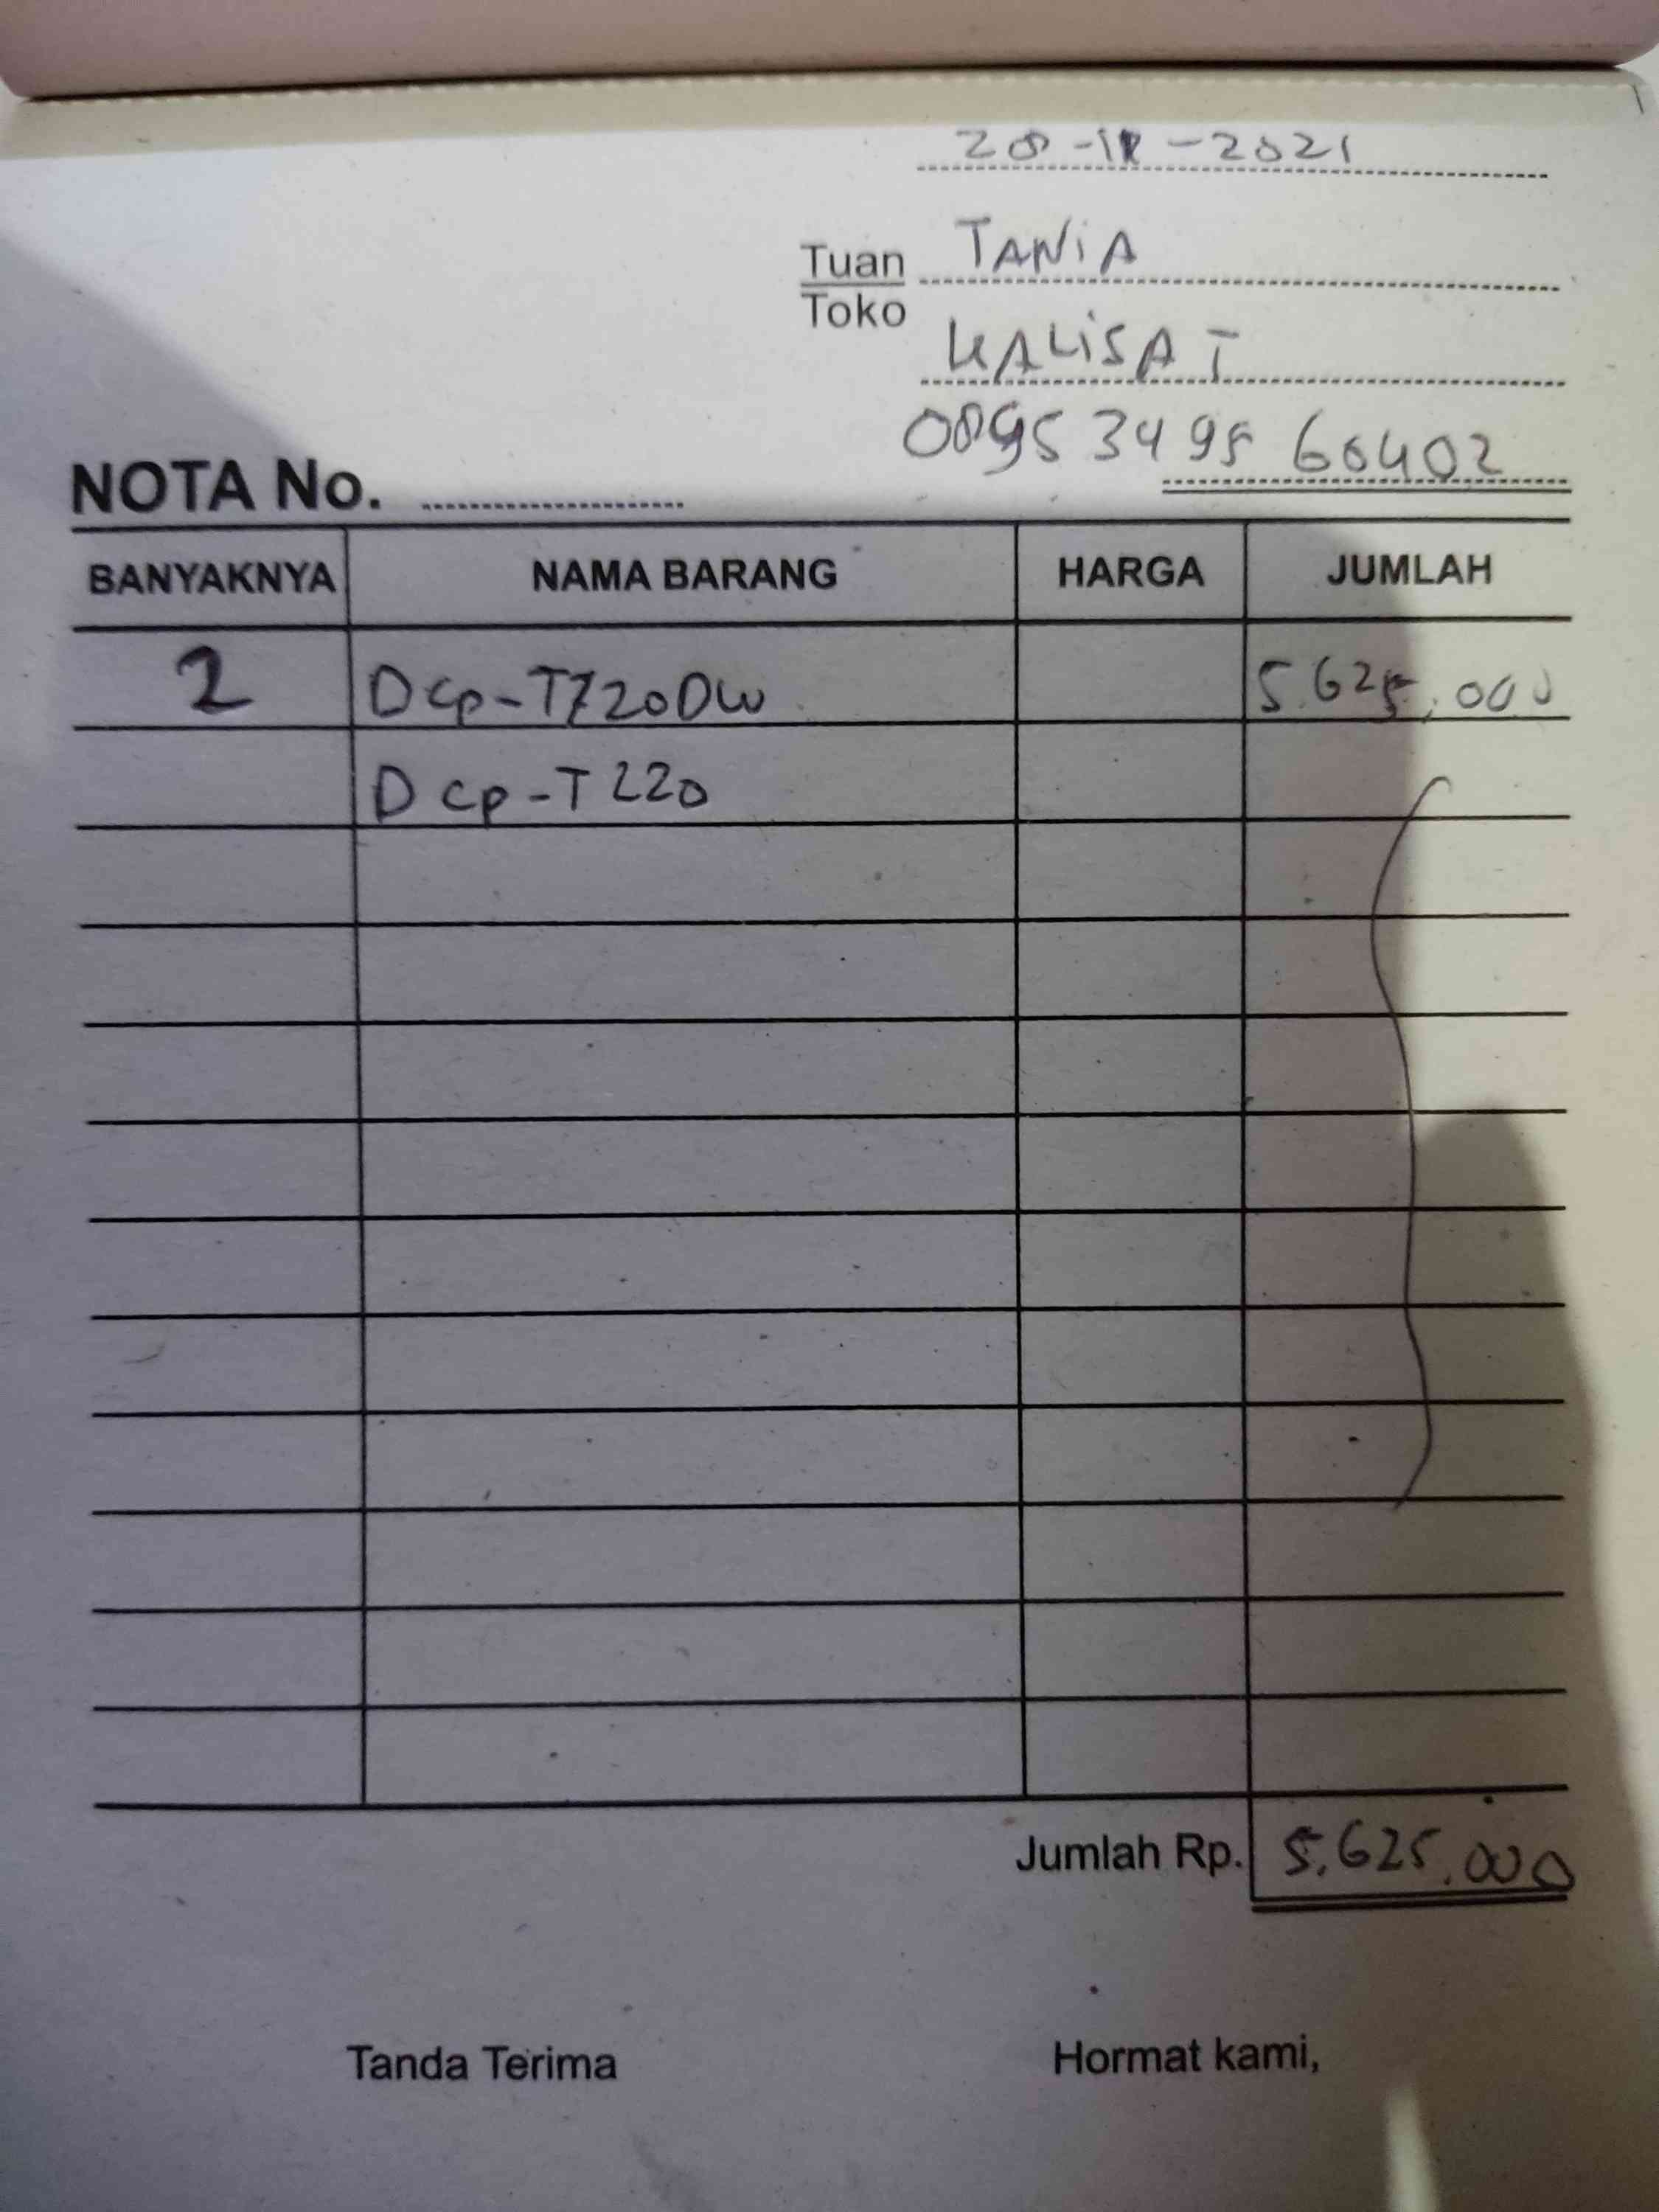 20-11-2021
Tuan TANiA
Toko
KALiSAT
0895 3495 60402
NOTA No.
BANYAKNYA NAMA BARANG HARGA JUMLAH
2 Dcp-T720DW 5.625.000
Dcp-T220
Jumlah Rp. 5.625.000
Tanda Terima Hormat kami,